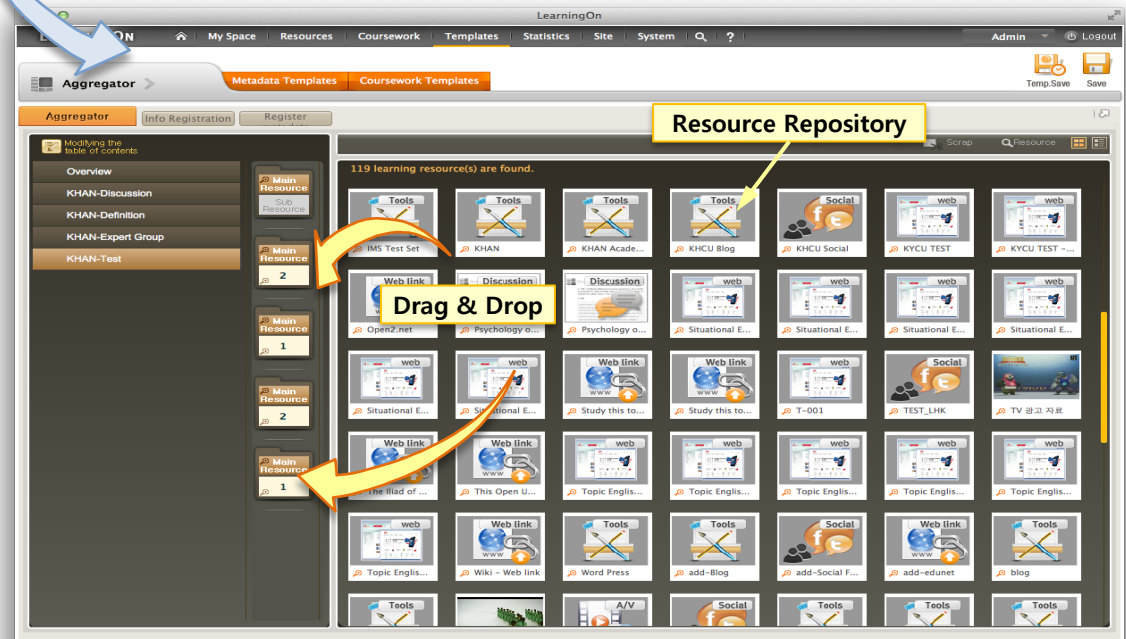 LearningOn
ON My Space Resources Coursework Templates Statistics Site System ? Admin Logout
Aggregator Metadata Templates Coursework Templates Temp.Save Save
Aggregator Info Registration Register
Resource Repository
Modifying the
table of contents
Scrap Resource
Overview
KHAN-Discussion
KHAN-Definition
KHAN-Expert Group
KHAN-Test
Main
Resource
Sub
Resource
Main
Resource
2
Main
Resource
1
Main
Resource
2
Main
Resource
1
119 learning resource(s) are found.
Tools Tools Tools Tools Social web web
IMS Test Set KHAN KHAN Acade... KHCU Blog KHCU Social KYCU TEST KYCU TEST -...
Web link Discussion Discussion web web web web
Drag & Drop
Open2.net Psychology o... Psychology o... Situational E... Situational E... Situational E... Situational E...
web web Web link Web link web Social
WWW WWW
Situational E... Situational E... Study this to... Study this to... T-001 TEST_LHK TV 광고 자료
Web link Web link web web web web web
WWW
The Iliad of ... This Open U... Topic Englis... Topic Englis... Topic Englis... Topic Englis... Topic Englis...
web Web link Tools Tools Social Web link Tools
WWW WWW
Topic Englis... Wiki - Web link Word Press add-Blog add-Social F... add-edunet blog
Tools A/V Social Tools Tools Tools